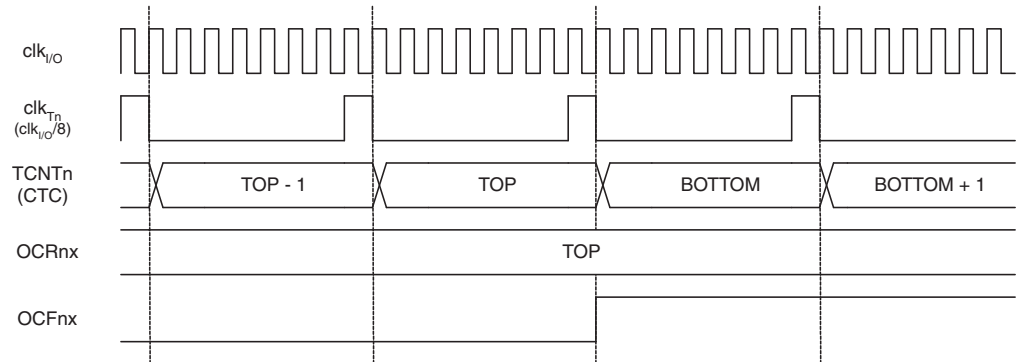 clkI/O
clkTn
(clkI/O/8)
TCNTn
(CTC)
TOP - 1
TOP
BOTTOM
BOTTOM + 1
OCRnx
TOP
OCFnx